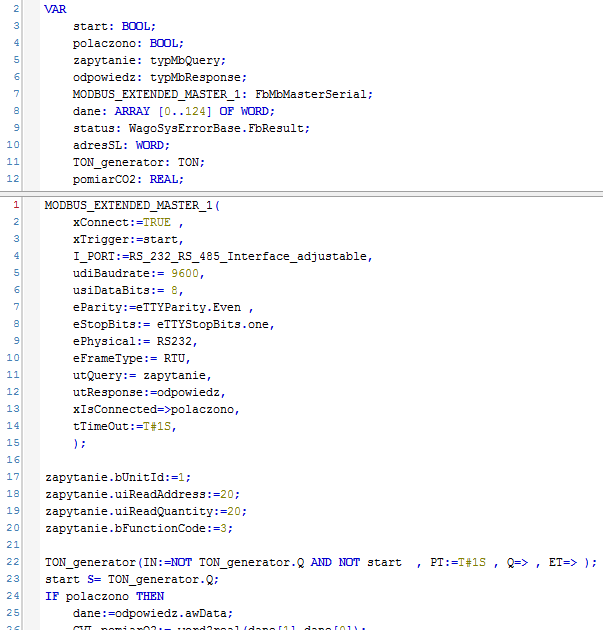 2 VAR
3 start: BOOL;
4 polaczono: BOOL;
5 zapytanie: typMbQuery;
6 odpowiedz: typMbResponse;
7 MODBUS_EXTENDED_MASTER_1: FbMbMasterSerial;
8 dane: ARRAY [0..124] OF WORD;
9 status: WagoSysErrorBase.FbResult;
10 adresSL: WORD;
11 TON_generator: TON;
12 pomiarCO2: REAL;
1 MODBUS_EXTENDED_MASTER_1(
2 xConnect:=TRUE ,
3 xTrigger:=start,
4 I_PORT:=RS_232_RS_485_Interface_adjustable,
5 udiBaudrate:= 9600,
6 usiDataBits:= 8,
7 eParity:=eTTYParity.Even ,
8 eStopBits:= eTTYStopBits.one,
9 ePhysical:= RS232,
10 eFrameType:= RTU,
11 utQuery:= zapytanie,
12 utResponse:=odpowiedz,
13 xIsConnected=>polaczono,
14 tTimeOut:=T#1S,
15 );
16
17 zapytanie.bUnitId:=1;
18 zapytanie.uiReadAddress:=20;
19 zapytanie.uiReadQuantity:=20;
20 zapytanie.bFunctionCode:=3;
21
22 TON_generator(IN:=NOT TON_generator.Q AND NOT start , PT:=T#1S , Q=> , ET=> );
23 start S= TON_generator.Q;
24 IF polaczono THEN
25 dane:=odpowiedz.awData;